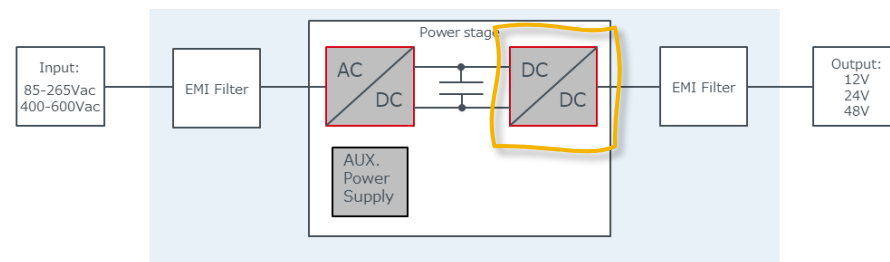 Power stage
Input:
85-265Vac
400-600Vac
EMI Filter
AC
DC
DC
DC
EMI Filter
Output:
12V
24V
48V
AUX.
Power
Supply